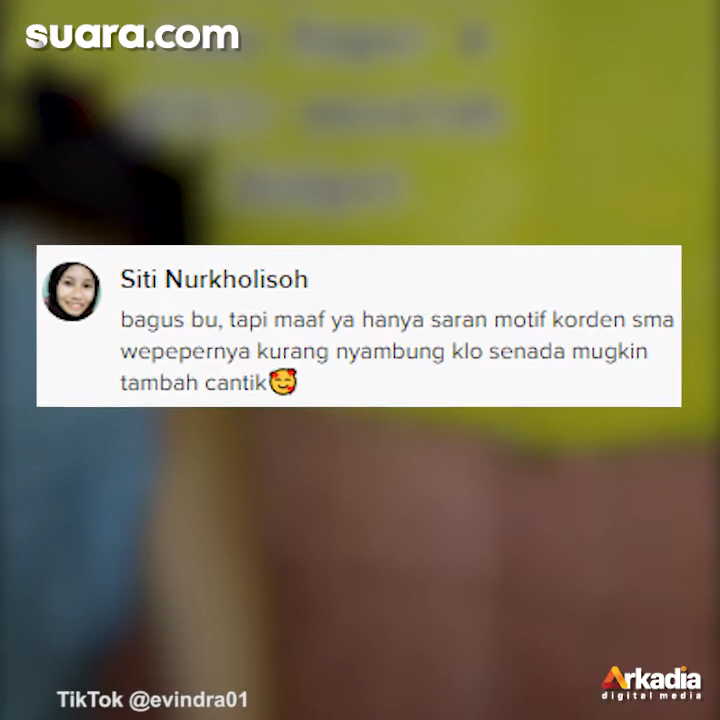 suara.com
Siti Nurkholisoh
bagus bu, tapi maaf ya hanya saran motif korden sma
wepepernya kurang nyambung klo senada mugkin
tambah cantik🥰
Arkadia
digital media
TikTok @evindra01